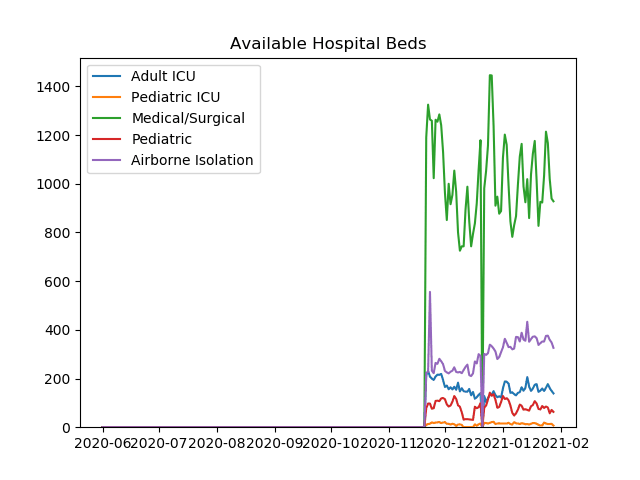 Available Hospital Beds
Adult ICU
Pediatric ICU
Medical/Surgical
Pediatric
Airborne Isolation
1400
1200
1000
800
600
400
200
0
2020-06 2020-07 2020-08 2020-09 2020-10 2020-11 2020-12 2021-01 2021-02